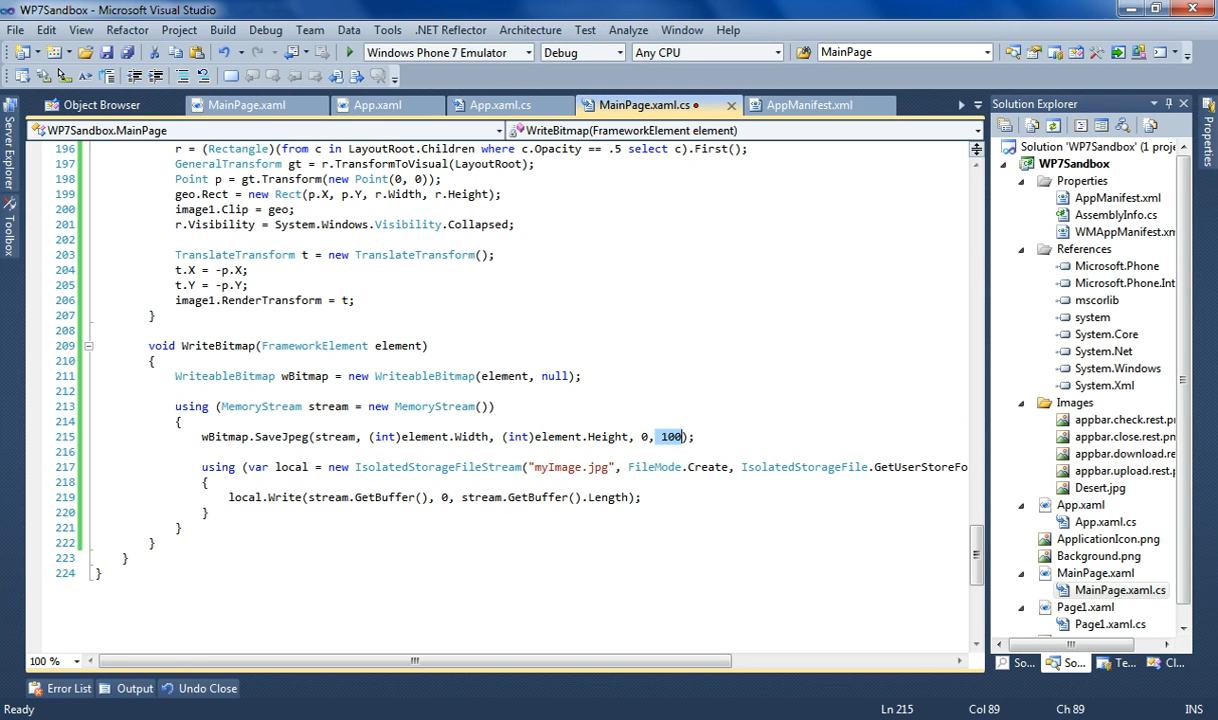 WP7Sandbox - Microsoft Visual Studio
File Edit View Refactor Project Build Debug Team Data Tools .NET Reflector Architecture Test Analyze Window Help
Windows Phone 7 Emulator Debug Any CPU MainPage
Object Browser MainPage.xaml App.xaml App.xaml.cs MainPage.xaml.cs AppManifest.xml
WP7Sandbox.MainPage WriteBitmap(FrameworkElement element)
196 r = (Rectangle)(from c in LayoutRoot.Children where c.Opacity == .5 select c).First();
197 GeneralTransform gt = r.TransformToVisual(LayoutRoot);
198 Point p = gt.Transform(new Point(0, 0));
199 geo.Rect = new Rect(p.X, p.Y, r.Width, r.Height);
200 image1.Clip = geo;
201 r.Visibility = System.Windows.Visibility.Collapsed;
202
203 TranslateTransform t = new TranslateTransform();
204 t.X = -p.X;
205 t.Y = -p.Y;
206 image1.RenderTransform = t;
207 }
208
209 void WriteBitmap(FrameworkElement element)
210 {
211 WriteableBitmap wBitmap = new WriteableBitmap(element, null);
212
213 using (MemoryStream stream = new MemoryStream())
214 {
215 wBitmap.SaveJpeg(stream, (int)element.Width, (int)element.Height, 0, 100);
216
217 using (var local = new IsolatedStorageFileStream("myImage.jpg", FileMode.Create, IsolatedStorageFile.GetUserStoreFo
218 {
219 local.Write(stream.GetBuffer(), 0, stream.GetBuffer().Length);
220 }
221 }
222 }
223 }
224 }
100 %
Server Explorer
Toolbox
Solution Explorer
Solution 'WP7Sandbox' (1 proje
WP7Sandbox
Properties
AppManifest.xml
AssemblyInfo.cs
WMAppManifest.xm
References
Microsoft.Phone
Microsoft.Phone.Int
mscorlib
system
System.Core
System.Net
System.Windows
System.Xml
Images
appbar.check.rest.pn
appbar.close.rest.pn
appbar.download.re
appbar.upload.rest.p
Desert.jpg
App.xaml
App.xaml.cs
ApplicationIcon.png
Background.png
MainPage.xaml
MainPage.xaml.cs
Page1.xaml
Page1.xaml.cs
So... So... Te... Cl...
Properties
Error List Output Undo Close
Ready Ln 215 Col 89 Ch 89 INS